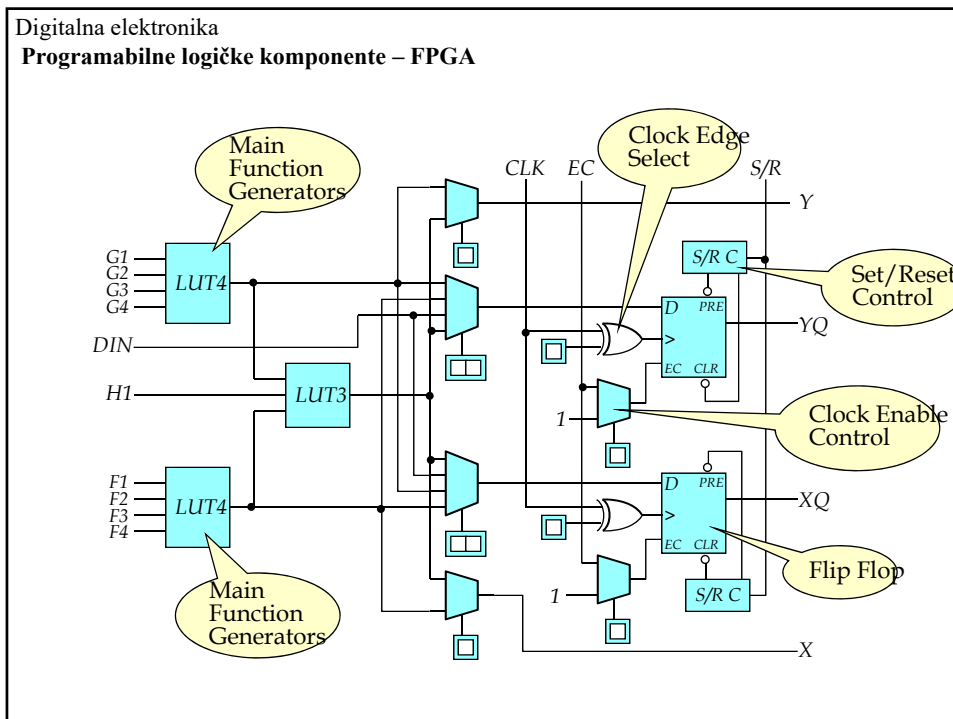 Digitalna elektronika
Programabilne logičke komponente – FPGA
Main
Function
Generators
Clock Edge
Select
CLK
EC
S/R
Y
G1
G2
G3
G4
LUT4
S/R C
Set/Reset
Control
D
PRE
YQ
DIN
>
EC
CLR
H1
LUT3
1
Clock Enable
Control
F1
F2
F3
F4
LUT4
D
PRE
XQ
>
EC
CLR
Flip Flop
Main
Function
Generators
1
S/R C
X